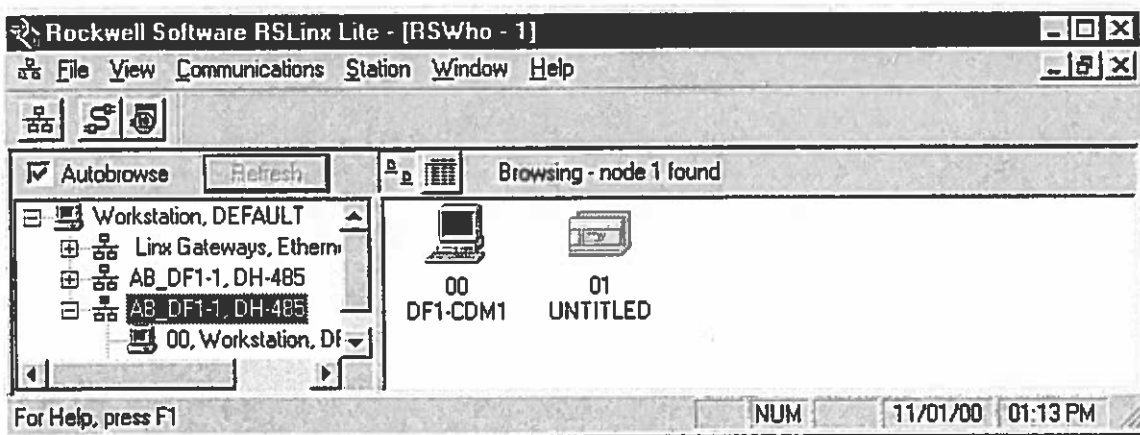 Rockwell Software RSLinx Lite - [RSWho - 1]
File View Communications Station Window Help
Autobrowse Refresh Browsing - node 1 found
Workstation, DEFAULT
Linx Gateways, Ethern
AB_DF1-1, DH-485
AB_DF1-1, DH-485
00, Workstation, DF
00 01
DF1-COM1 UNTITLED
For Help, press F1 NUM 11/01/00 01:13 PM